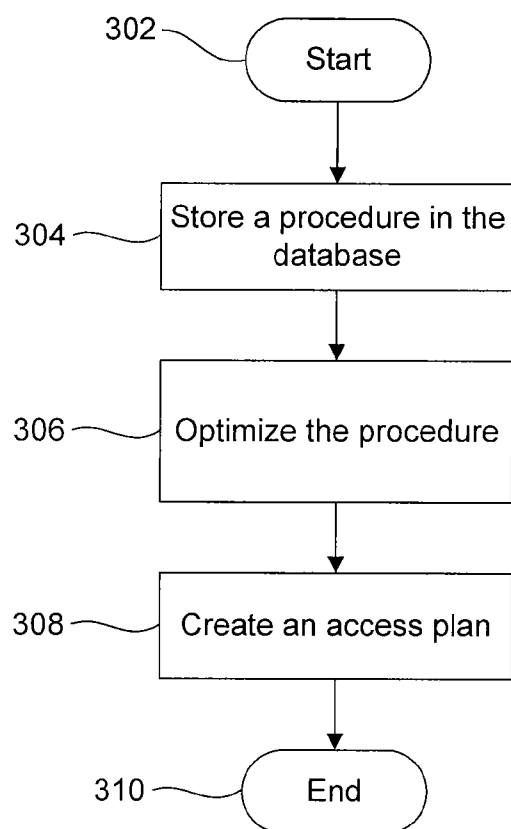 302
Start
304
Store a procedure in the
database
306
Optimize the procedure
308
Create an access plan
310
End